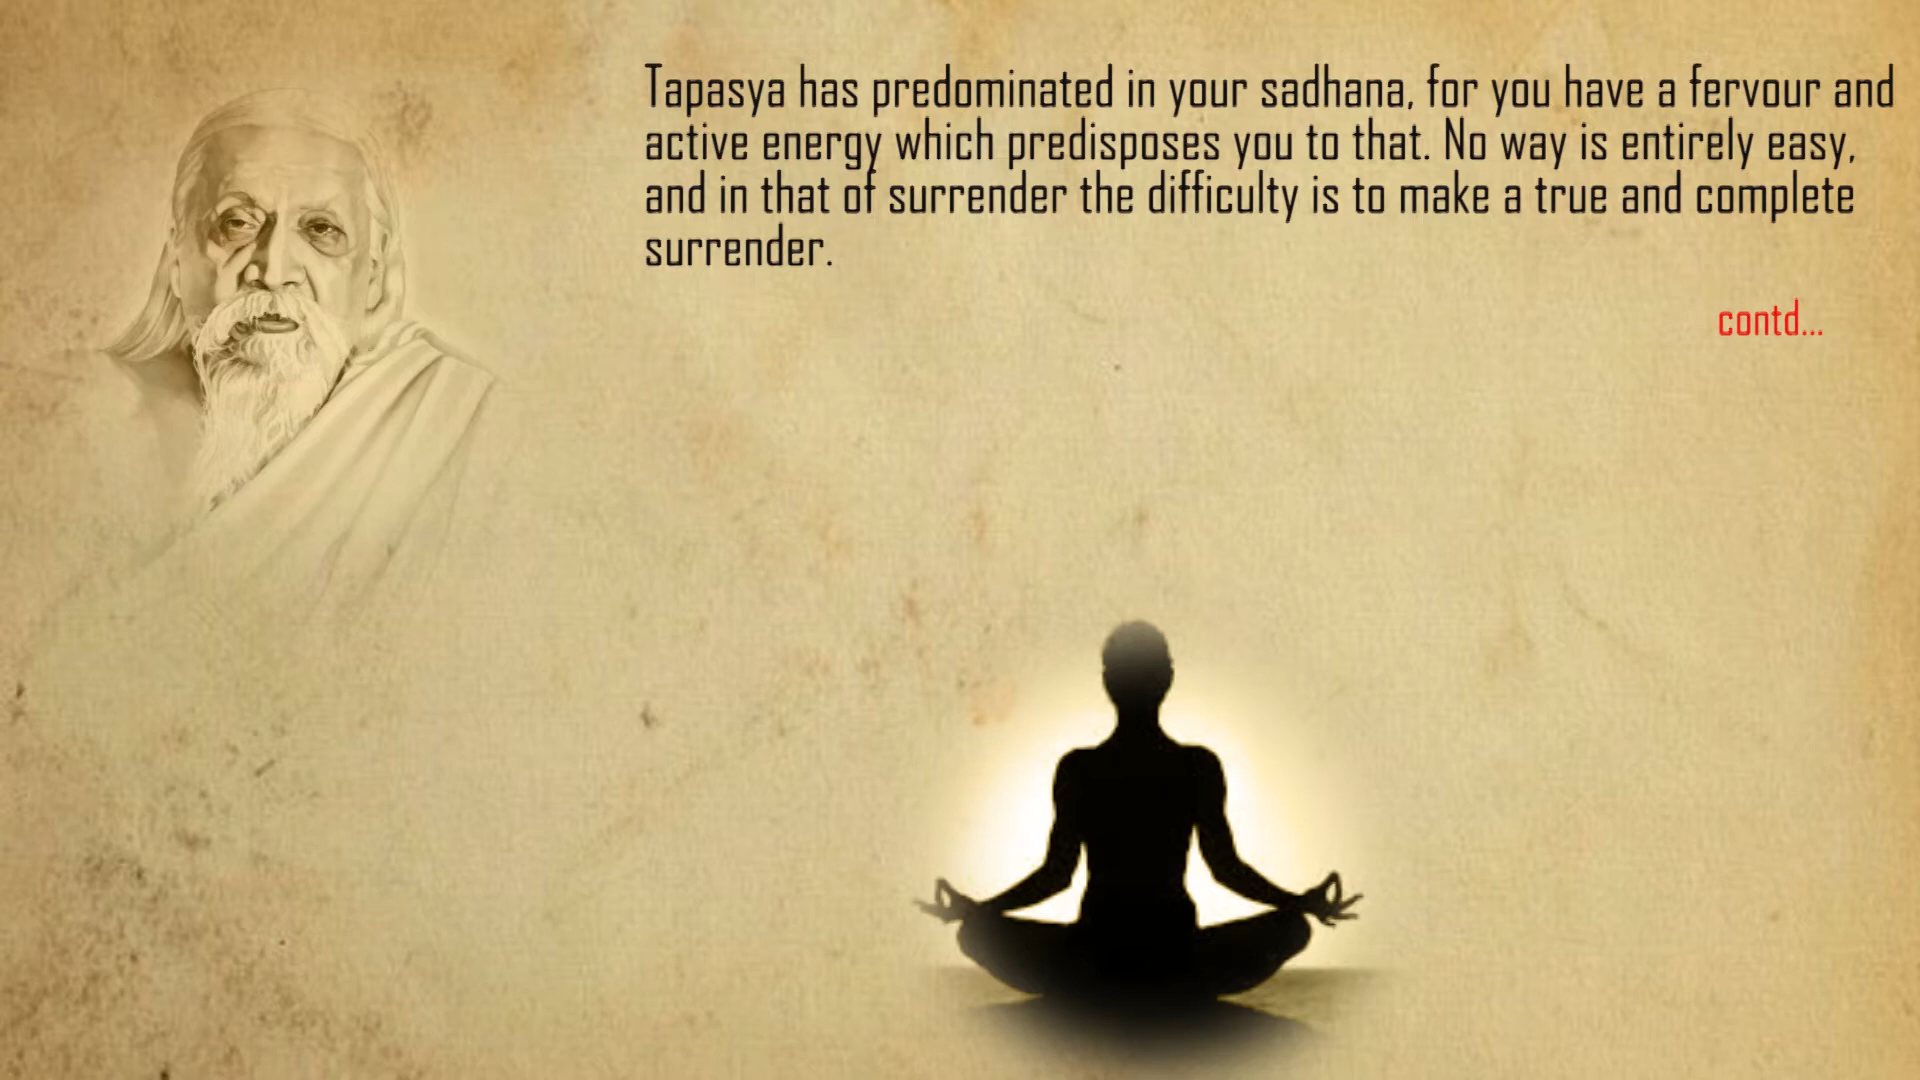 Tapasya has predominated in your sadhana, for you have a fervour and
active energy which predisposes you to that. No way is entirely easy,
and in that of surrender the difficulty is to make a true and complete
surrender.
contd...